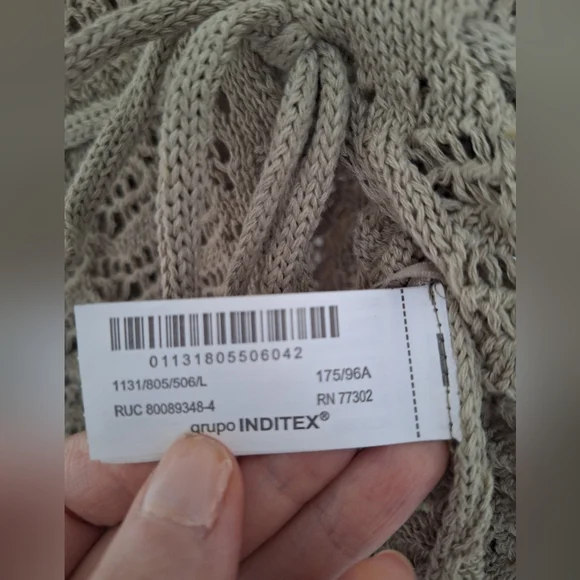 01131805506042
1131/805/506/L 175/96A
RUC 80089348-4 RN 77302
grupo INDITEX®